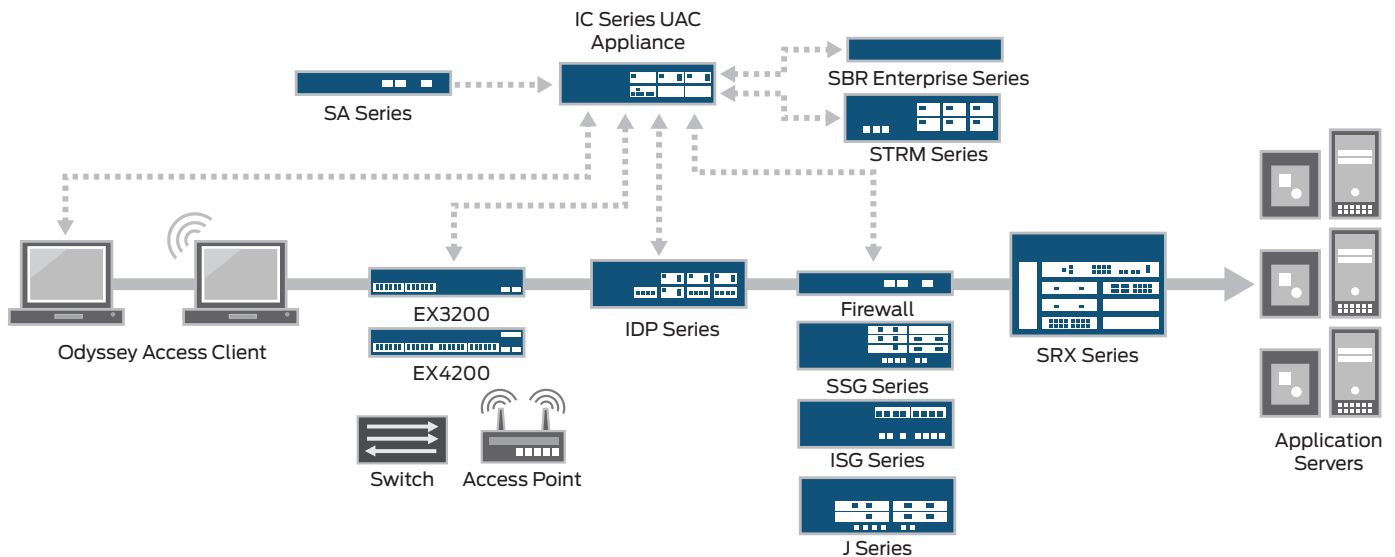 IC Series UAC
Appliance
SA Series
SBR Enterprise Series
STRM Series
Odyssey Access Client
EX3200
EX4200
Switch
Access Point
IDP Series
Firewall
SSG Series
ISG Series
J Series
SRX Series
Application
Servers